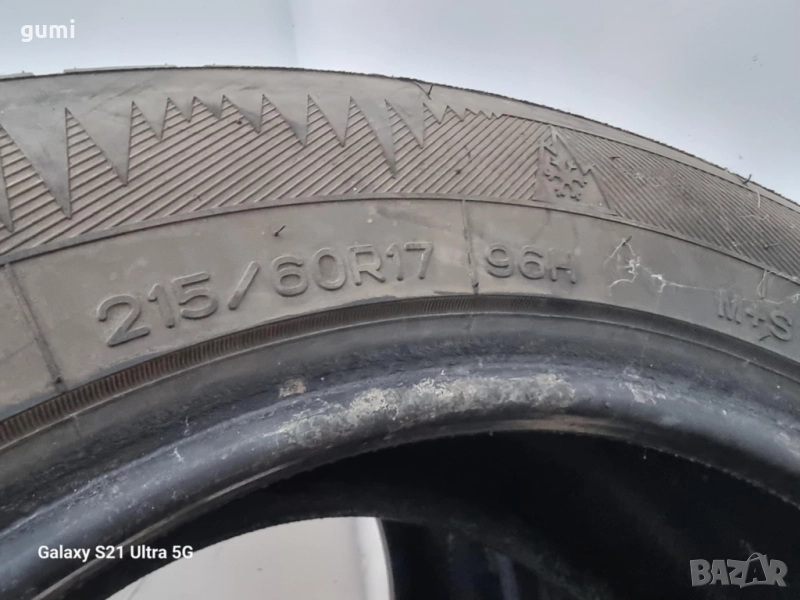 gumi
215/60R17 96H M+S
Galaxy S21 Ultra 5G
BAZAR